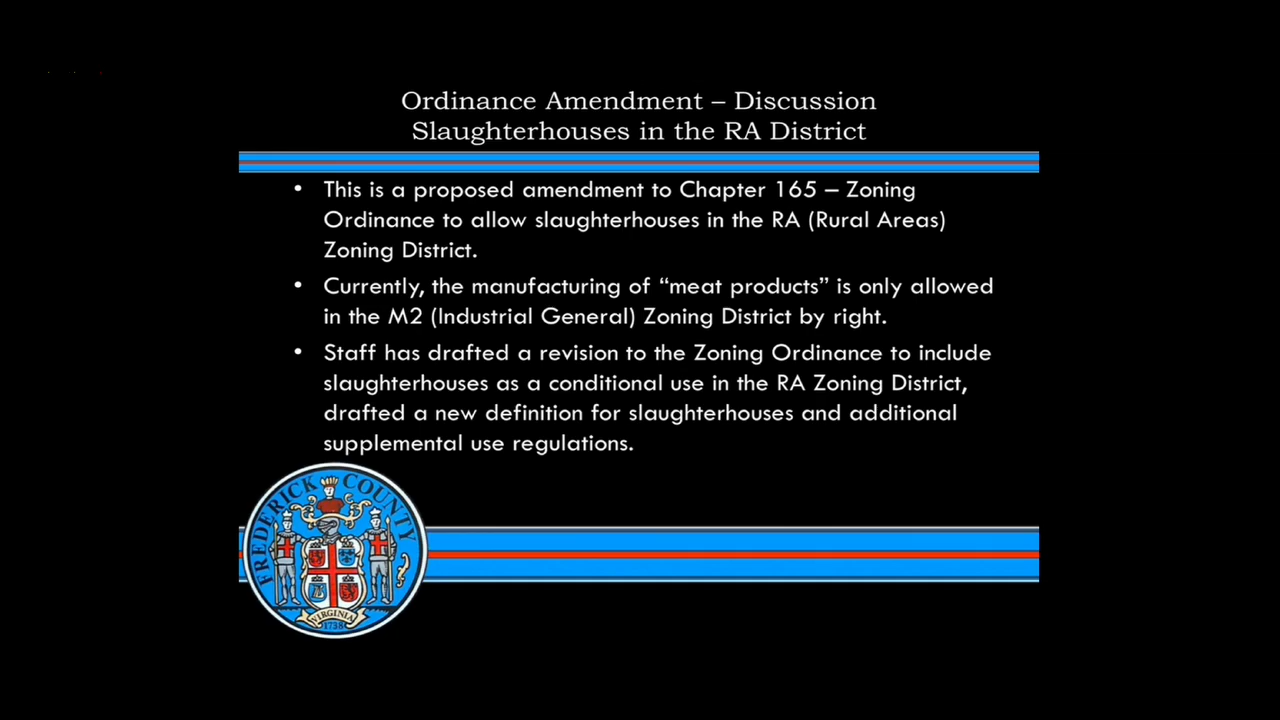 Ordinance Amendment – Discussion
Slaughterhouses in the RA District
• This is a proposed amendment to Chapter 165 – Zoning
Ordinance to allow slaughterhouses in the RA (Rural Areas)
Zoning District.
• Currently, the manufacturing of “meat products” is only allowed
in the M2 (Industrial General) Zoning District by right.
• Staff has drafted a revision to the Zoning Ordinance to include
slaughterhouses as a conditional use in the RA Zoning District,
drafted a new definition for slaughterhouses and additional
supplemental use regulations.
FREDERICK COUNTY
VIRGINIA
1738